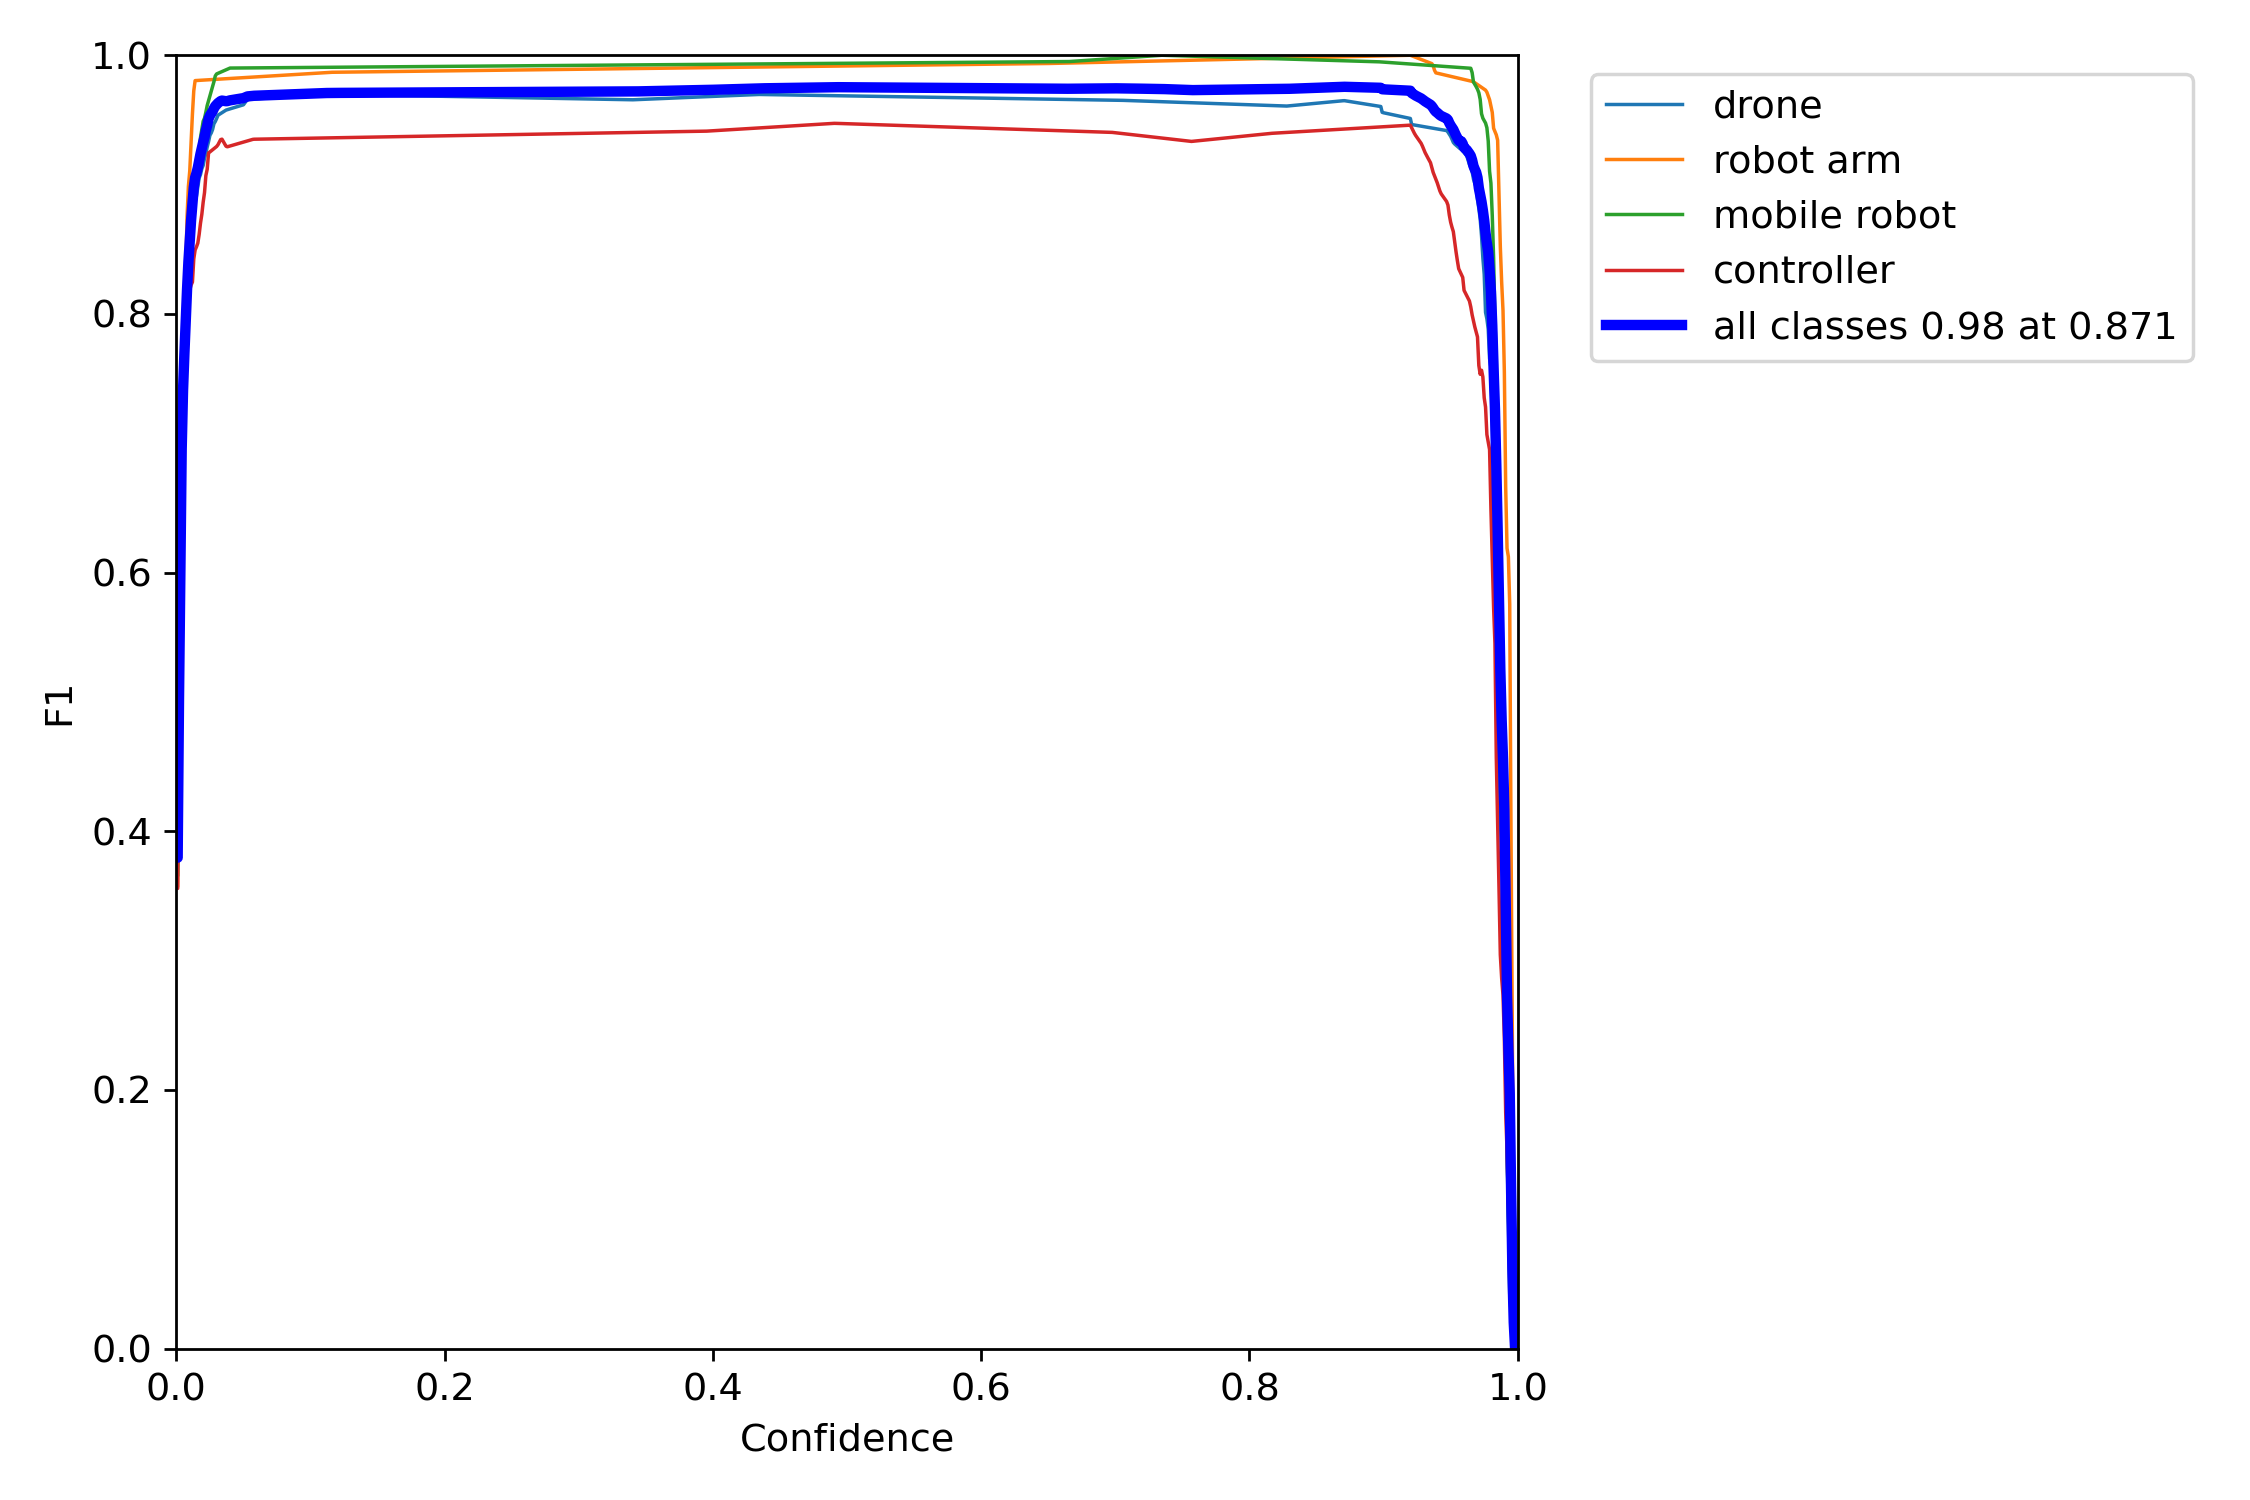 1.0
0.8
0.6
0.4
0.2
0.0
F1
0.0 0.2 0.4 0.6 0.8 1.0
Confidence
drone
robot arm
mobile robot
controller
all classes 0.98 at 0.871